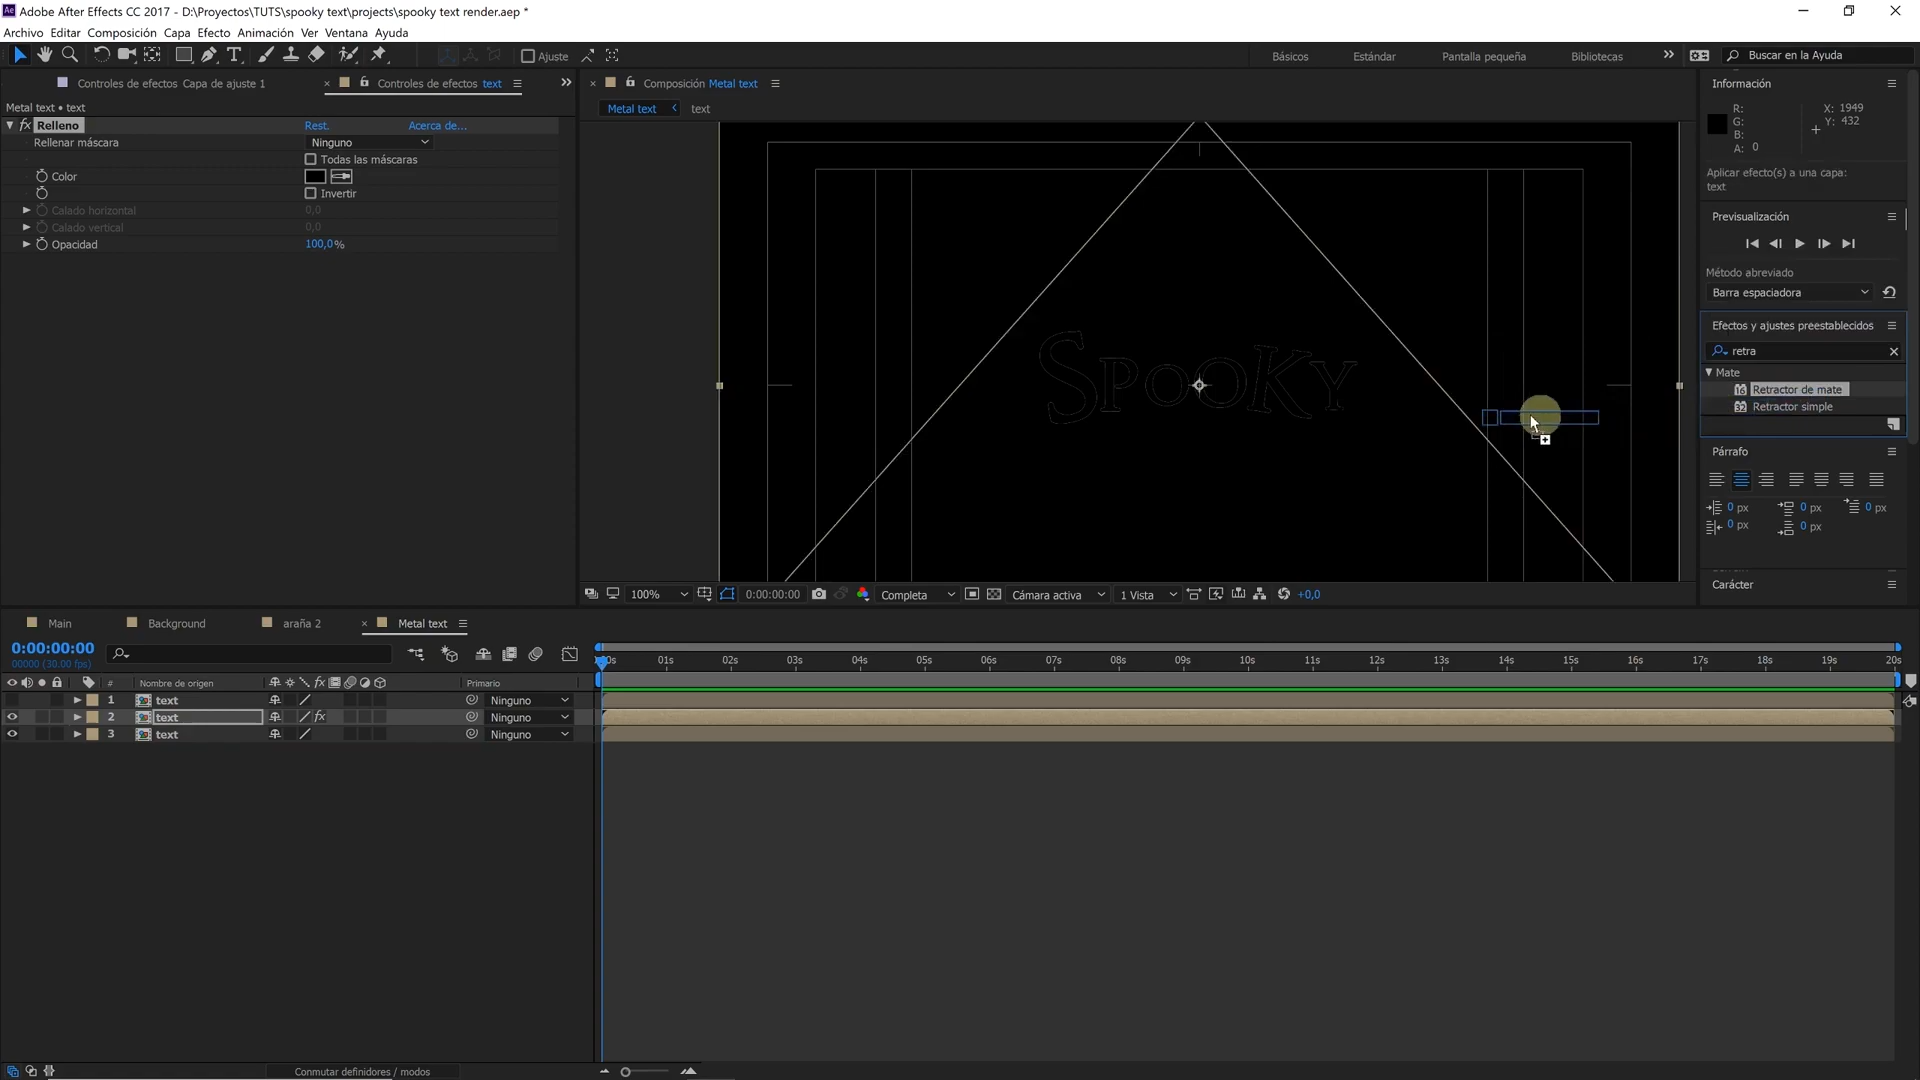 Adobe After Effects CC 2017 - D:\Proyectos\TUTS\spooky text\projects\spooky text render.aep *
Archivo Editar Composición Capa Efecto Animación Ver Ventana Ayuda
Ajuste Básicos Estándar Pantalla pequeña Bibliotecas Buscar en la Ayuda
Controles de efectos Capa de ajuste 1 Controles de efectos text
Composición Metal text
Metal text • text
Metal text text
fx Relleno Rest. Acerca de...
Rellenar máscara Ninguno
Todas las máscaras
Color
Invertir
Calado horizontal 0,0
Calado vertical 0,0
Opacidad 100,0%
SPOOKY
100% 0:00:00:00 Completa Cámara activa 1 Vista +0,0
Información
R: X: 1949
G: Y: 432
B:
A: 0
Aplicar efecto(s) a una capa:
text
Previsualización
Método abreviado
Barra espaciadora
Efectos y ajustes preestablecidos
retra
Mate
16 Retractor de mate
32 Retractor simple
Párrafo
0 px 0 px 0 px
0 px 0 px
Carácter
Main Background araña 2 Metal text
0:00:00:00
00000 (30.00 fps)
00s 01s 02s 03s 04s 05s 06s 07s 08s 09s 10s 11s 12s 13s 14s 15s 16s 17s 18s 19s 20s
# Nombre de origen fx Primario
1 text Ninguno
2 text fx Ninguno
3 text Ninguno
Conmutar definidores / modos